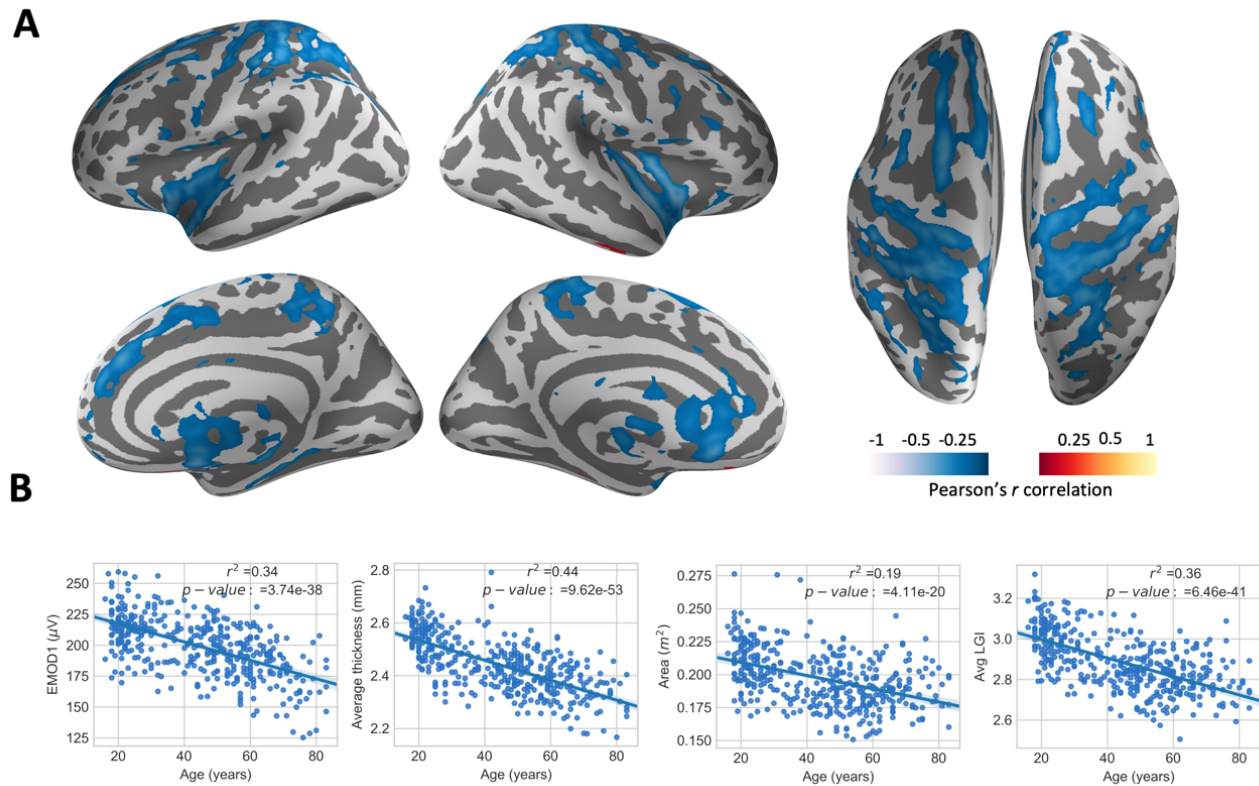 A
-1 -0.5 -0.25 0.25 0.5 1
Pearson's r correlation
B
r² =0.34
p − value : =3.74e-38
EMOD1 (µV)
250
225
200
175
150
125
20 40 60 80
Age (years)
r² =0.44
p − value : =9.62e-53
Average thickness (mm)
2.8
2.6
2.4
2.2
20 40 60 80
Age (years)
r² =0.19
p − value : =4.11e-20
Area (m²)
0.275
0.250
0.225
0.200
0.175
0.150
20 40 60 80
Age (years)
r² =0.36
p − value : =6.46e-41
Avg LGI
3.2
3.0
2.8
2.6
20 40 60 80
Age (years)